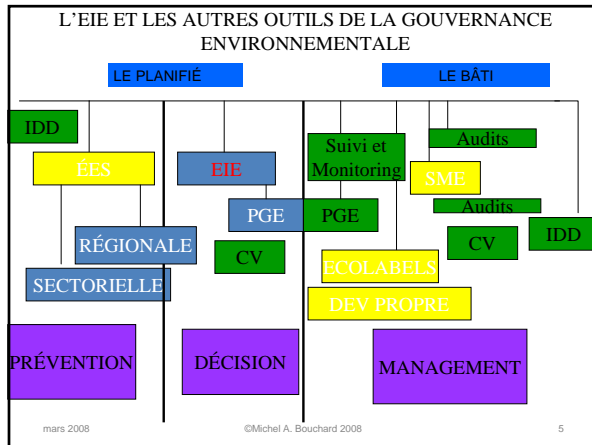 L'EIE ET LES AUTRES OUTILS DE LA GOUVERNANCE
ENVIRONNEMENTALE
LE PLANIFIÉ
LE BÂTI
IDD
ÉES
RÉGIONALE
SECTORIELLE
EIE
PGE
CV
Suivi et
Monitoring
PGE
ECOLABELS
DEV PROPRE
Audits
SME
Audits
CV
IDD
PRÉVENTION
DÉCISION
MANAGEMENT
mars 2008
©Michel A. Bouchard 2008
5